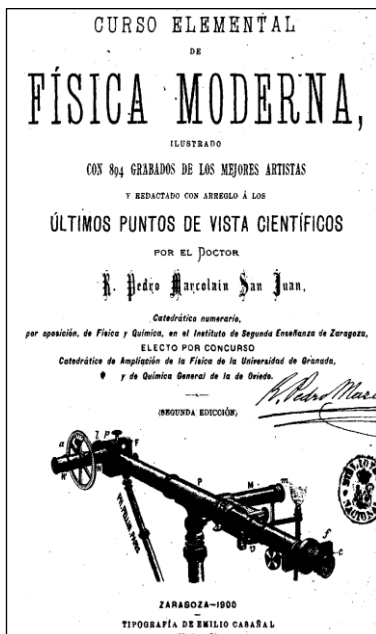 CURSO ELEMENTAL
DE
FÍSICA MODERNA,
ILUSTRADO
CON 894 GRABADOS DE LOS MEJORES ARTISTAS
Y REDACTADO CON ARREGLO Á LOS
ÚLTIMOS PUNTOS DE VISTA CIENTÍFICOS
POR EL DOCTOR
R. Pedro Marcolain San Juan,
Catedrático numerario,
por oposición, de Física y Química, en el Instituto de Segunda Enseñanza de Zaragoza,
ELECTO POR CONCURSO
Catedrático de Ampliación de la Física de la Universidad de Granada,
y de Química General de la de Oviedo.
(SEGUNDA EDICCIÓN)
R. Pedro Marc
ZARAGOZA-1900
TIPOGRAFÍA DE EMILIO CASAÑAL